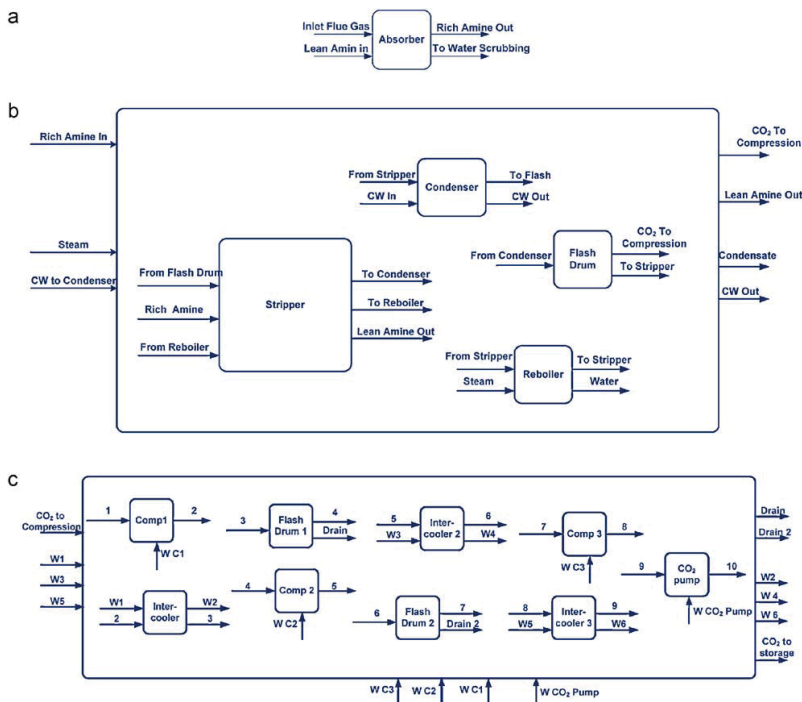 a
Inlet Flue Gas
Rich Amine Out
Absorber
Lean Amin in
To Water Scrubbing
b
Rich Amine In
CO₂ To
Compression
From Stripper
To Flash
Condenser
CW In
CW Out
Lean Amine Out
Steam
From Flash Drum
Stripper
To Condenser
From Condenser
Flash
Drum
CO₂ To
Compression
To Stripper
Condensate
CW to Condenser
Rich Amine
To Reboiler
CW Out
From Reboiler
Lean Amine Out
From Stripper
To Stripper
Reboiler
Steam
Water
c
CO₂ to
Compression
1
Comp1
2
W C1
3
Flash
Drum 1
4
Drain
5
Inter-
cooler 2
6
W3
W4
7
Comp 3
8
W C3
Drain
Drain 2
W1
W3
W5
W1
Inter-
cooler
W2
2
3
4
Comp 2
5
W C2
6
Flash
Drum 2
7
Drain 2
8
Inter-
cooler 3
9
W5
W6
9
CO₂
pump
10
W CO₂ Pump
W2
W 4
W 6
CO₂ to
storage
W C3
W C2
W C1
W CO₂ Pump